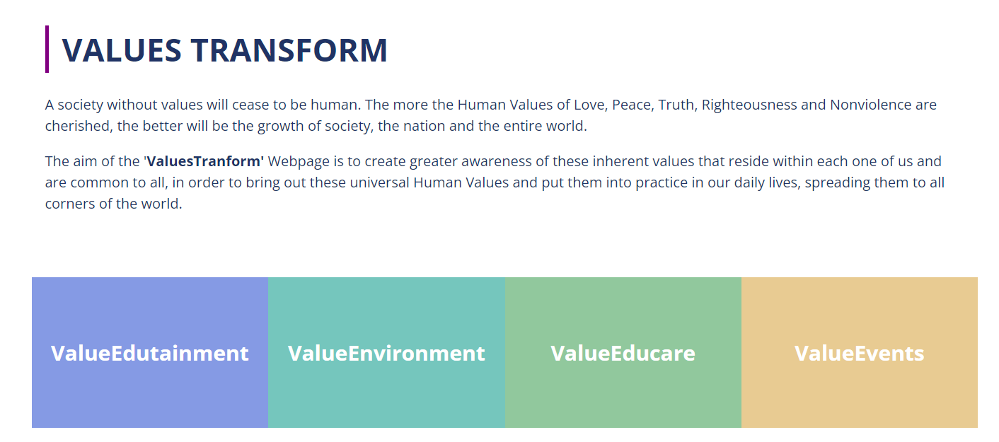 VALUES TRANSFORM
A society without values will cease to be human. The more the Human Values of Love, Peace, Truth, Righteousness and Nonviolence are
cherished, the better will be the growth of society, the nation and the entire world.
The aim of the 'ValuesTranform' Webpage is to create greater awareness of these inherent values that reside within each one of us and
are common to all, in order to bring out these universal Human Values and put them into practice in our daily lives, spreading them to all
corners of the world.
ValueEdutainment
ValueEnvironment
ValueEducare
ValueEvents